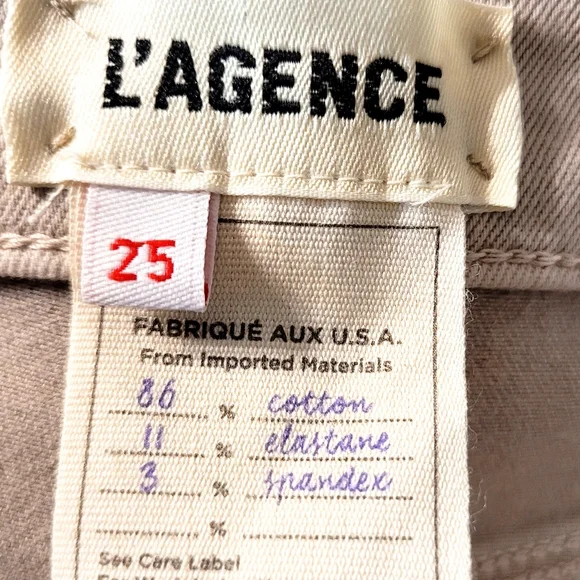 L'AGENCE
25
FABRIQUÉ AUX U.S.A.
From Imported Materials
86 % cotton
11 % elastane
3 % spandex
%
See Care Label